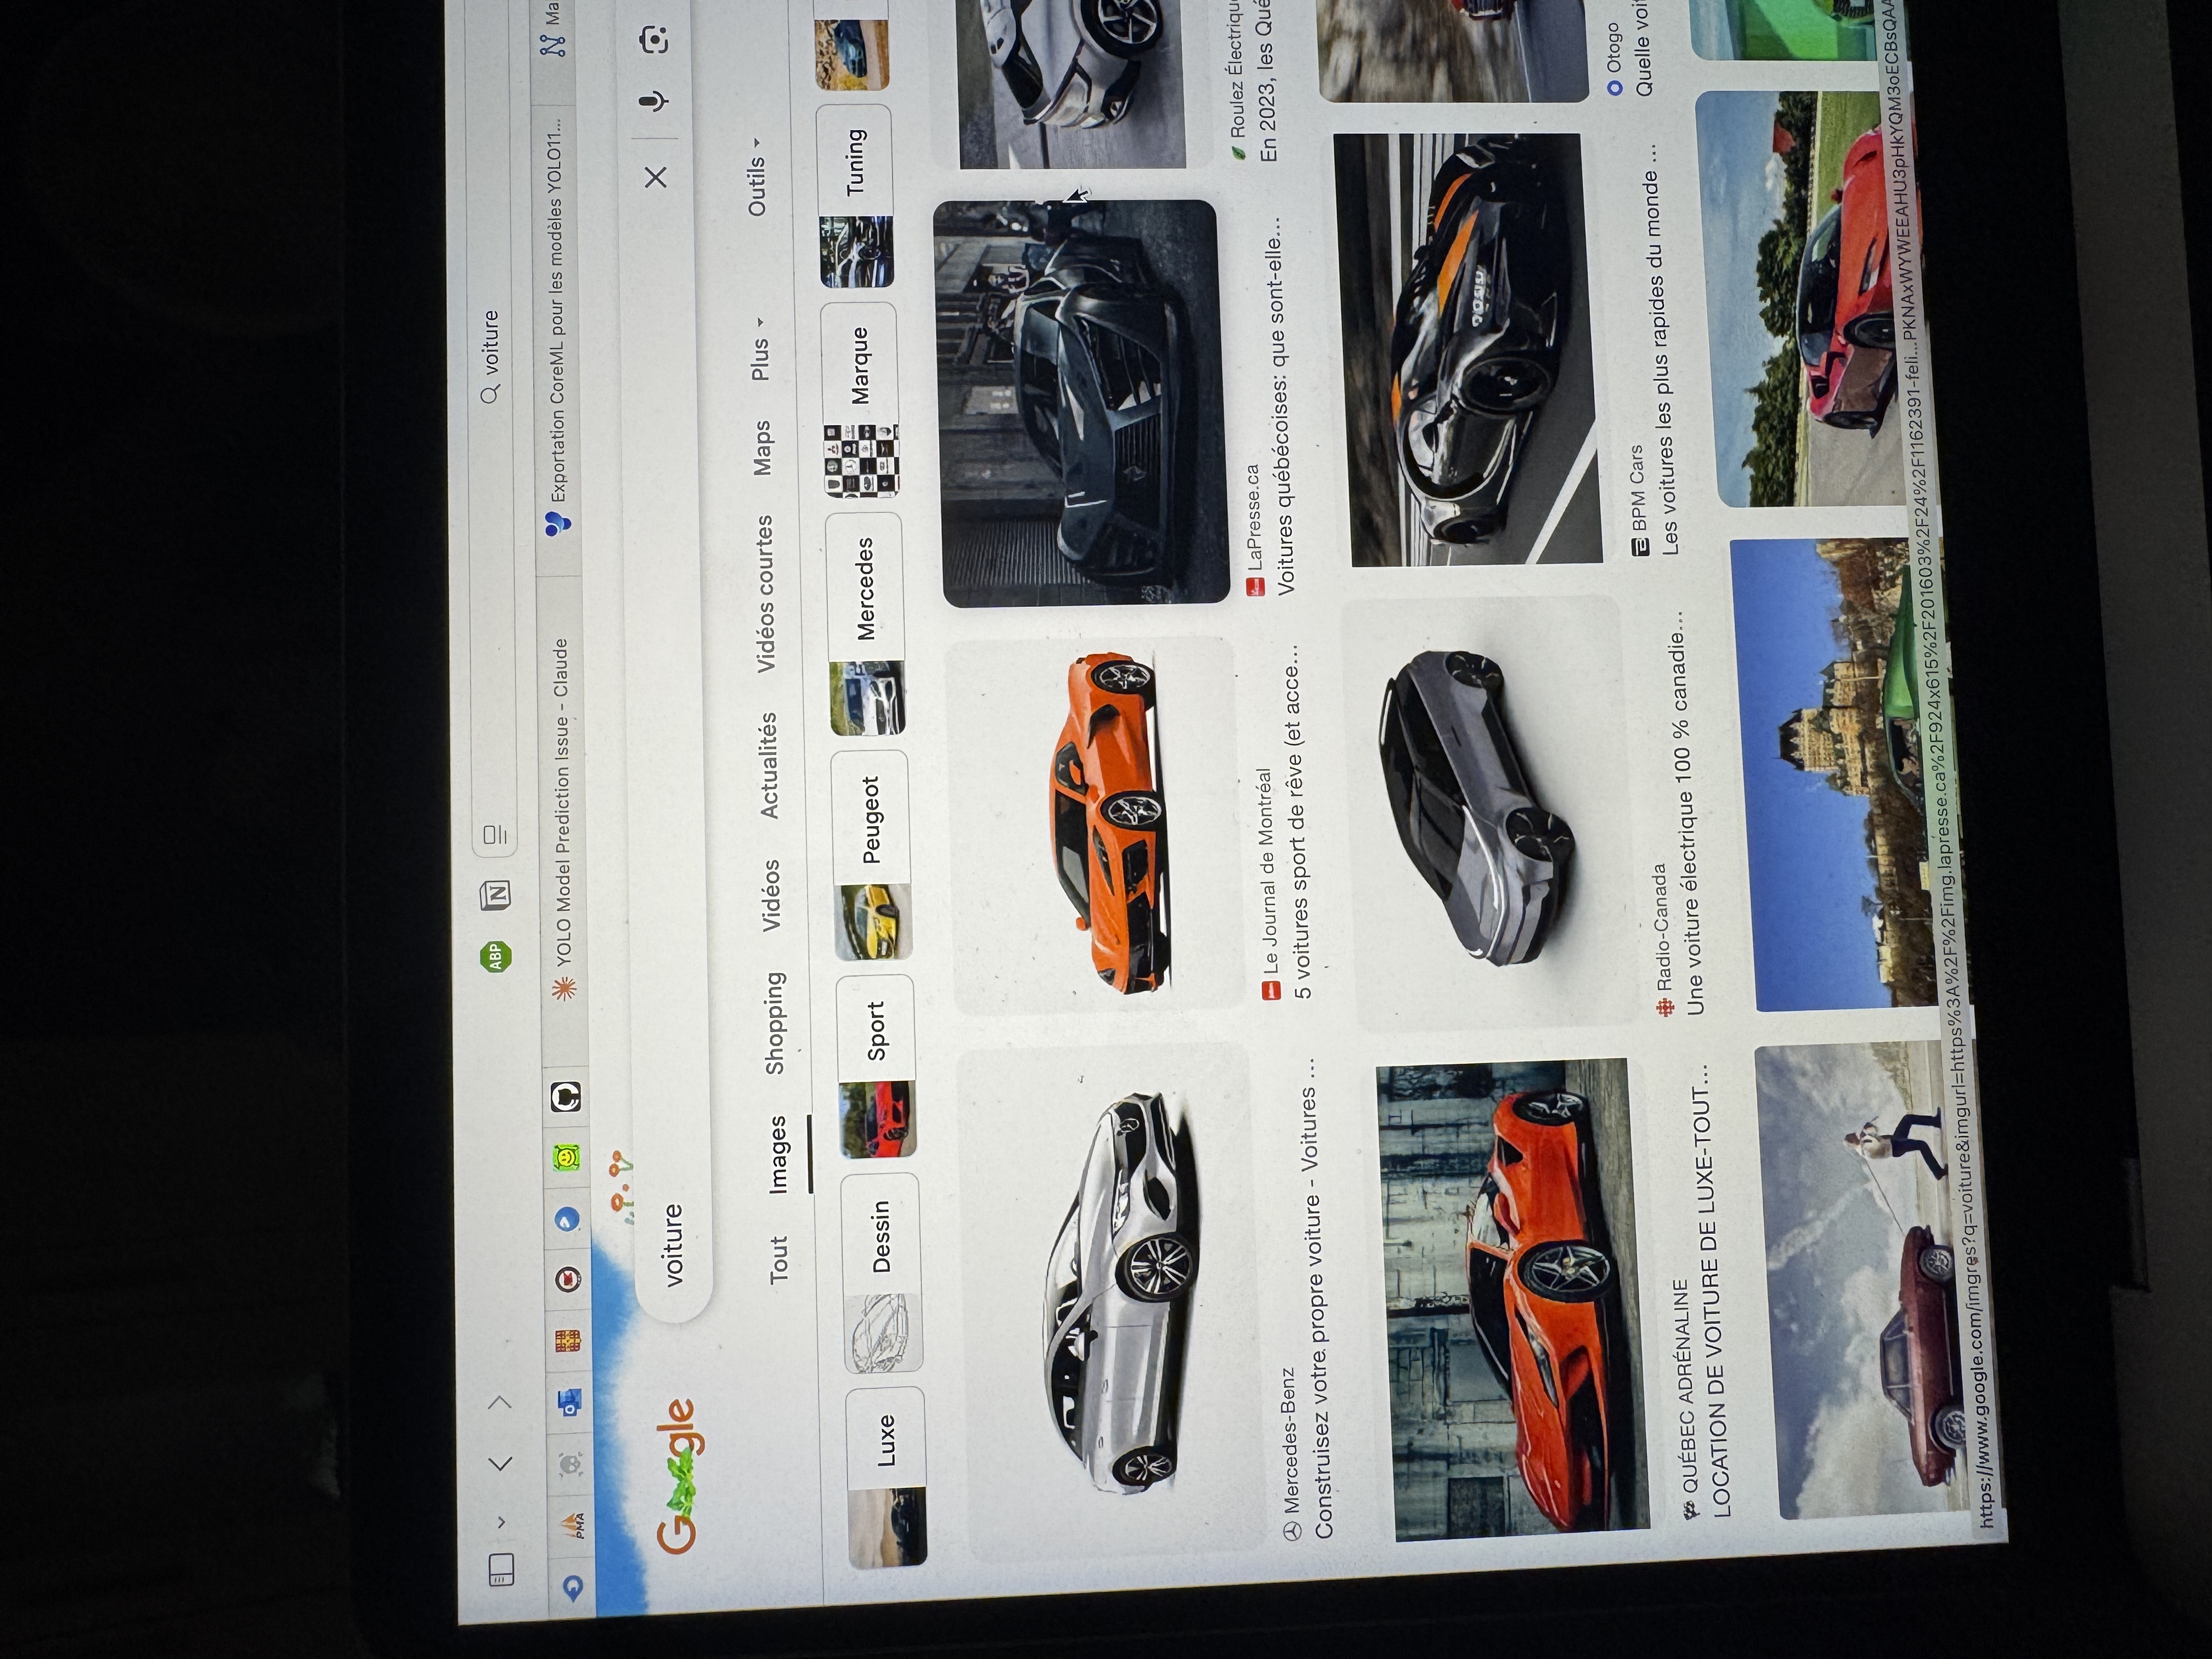 ABP
N
voiture
PMA
YOLO Model Prediction Issue - Claude
Exportation CoreML pour les modèles YOLO11...
Ma
Google
voiture
Tout Images Shopping Vidéos Actualités Vidéos courtes Maps Plus Outils
Luxe Dessin Sport Peugeot Mercedes Marque Tuning
Mercedes-Benz
Construisez votre propre voiture - Voitures ...
Le Journal de Montréal
5 voitures sport de rêve (et acce...
LaPresse.ca
Voitures québécoises: que sont-elle...
Roulez Électriqu
En 2023, les Qué
QUÉBEC ADRÉNALINE
LOCATION DE VOITURE DE LUXE-TOUT...
Radio-Canada
Une voiture électrique 100 % canadie...
BPM Cars
Les voitures les plus rapides du monde ...
Otogo
Quelle voi
https://www.google.com/imgres?q=voiture&imgurl=https%3A%2F%2Fimg.lapresse.ca%2F924x615%2F201603%2F24%2F1162391-feli...PKNAxWYWEEAHU3pHkYQM3oECBsQAA